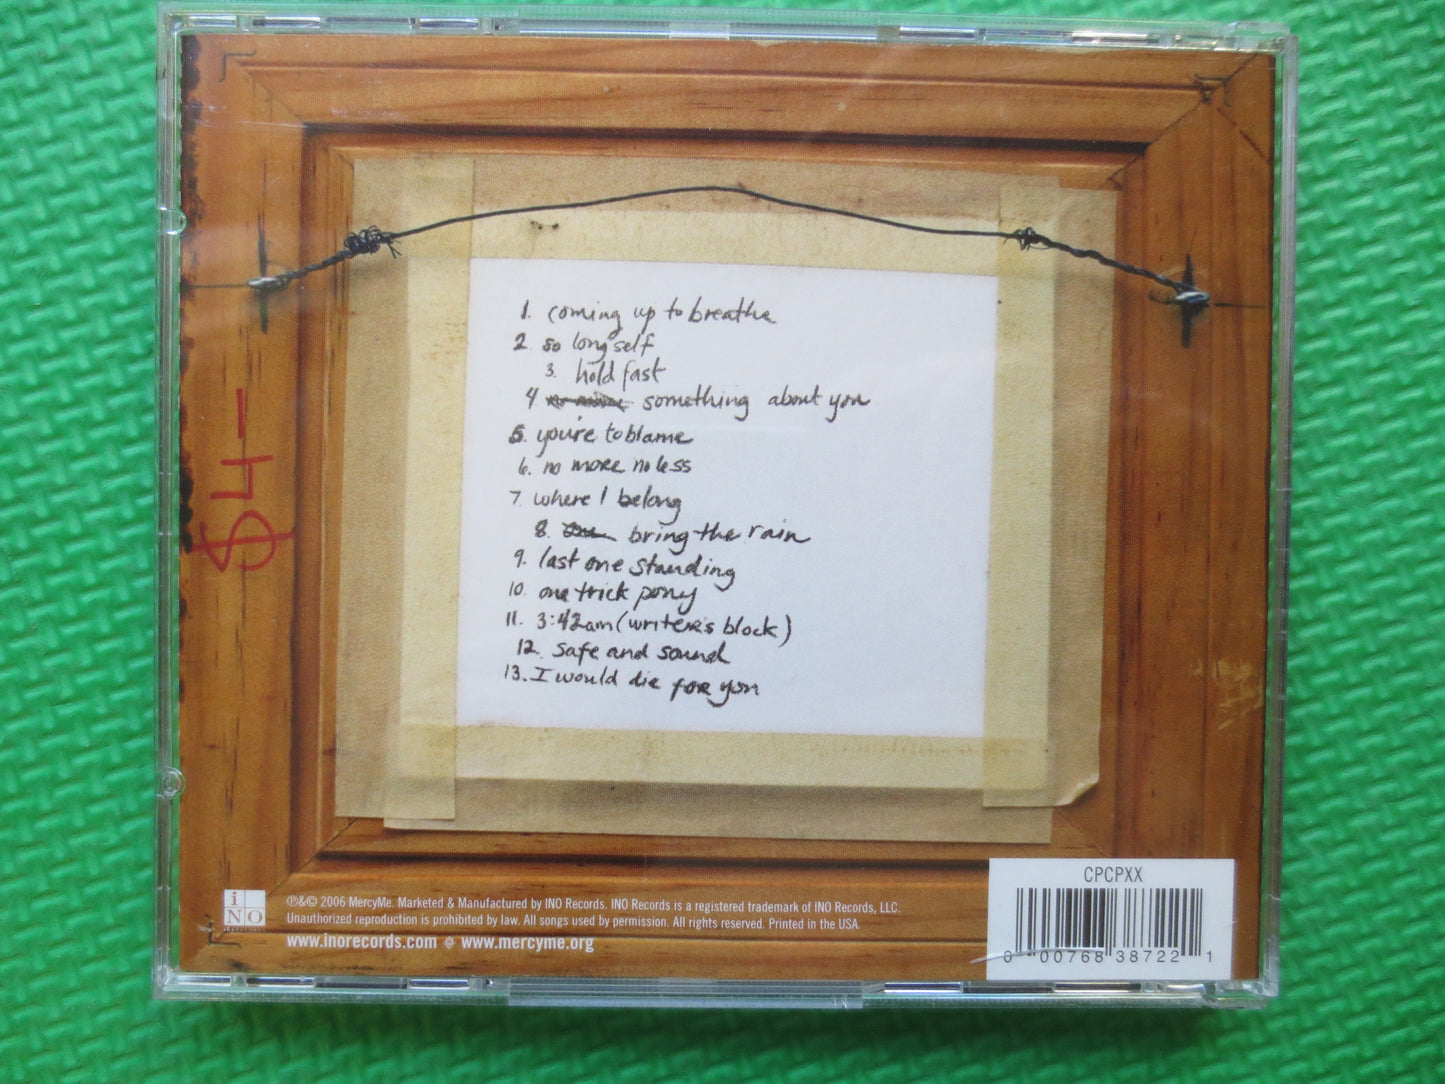 1. coming up to breathe
2. so long self
3. hold fast
4 something about you
5. you're to blame
6. no more no less
7. where I belong
8. bring the rain
9. last one standing
10. one trick pony
11. 3:42am (writer's block)
12. safe and sound
13. I would die for you
$4-
iNO
℗&© 2006 MercyMe. Marketed & Manufactured by INO Records. INO Records is a registered trademark of INO Records, LLC.
Unauthorized reproduction is prohibited by law. All songs used by permission. All rights reserved. Printed in the USA.
www.inorecords.com www.mercyme.org
CPCPXX
0 00768 38722 1